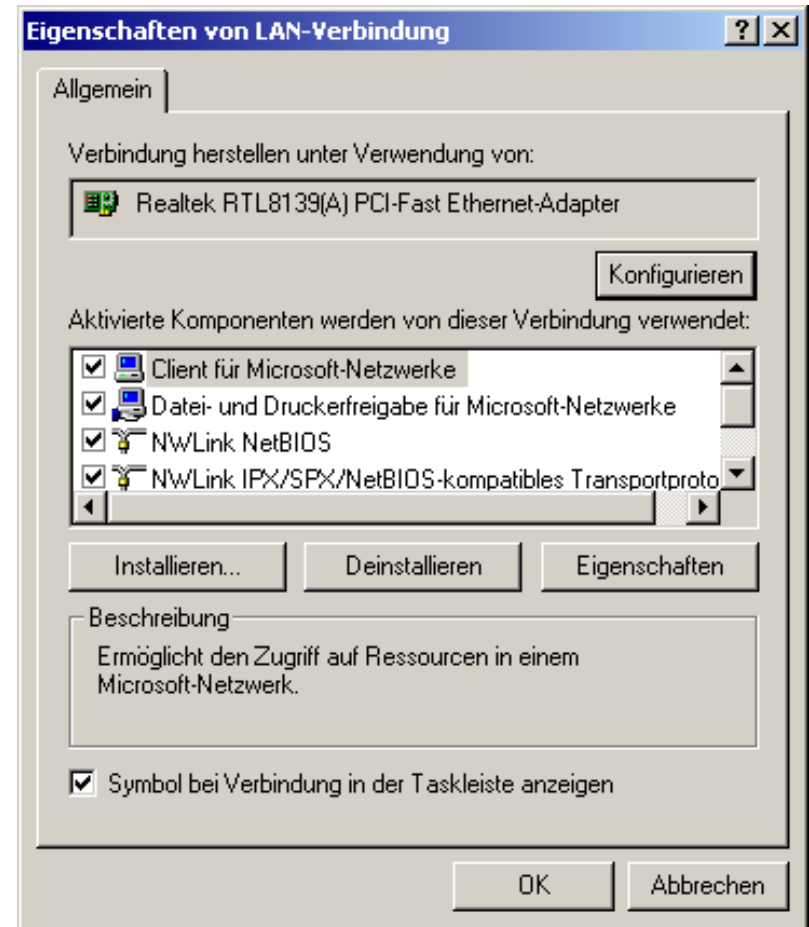 Eigenschaften von LAN-Verbindung
Allgemein
Verbindung herstellen unter Verwendung von:
Realtek RTL8139(A) PCI-Fast Ethernet-Adapter
Konfigurieren
Aktivierte Komponenten werden von dieser Verbindung verwendet:
Client für Microsoft-Netzwerke
Datei- und Druckerfreigabe für Microsoft-Netzwerke
NWLink NetBIOS
NWLink IPX/SPX/NetBIOS-kompatibles Transportproto
Installieren... Deinstallieren Eigenschaften
Beschreibung
Ermöglicht den Zugriff auf Ressourcen in einem
Microsoft-Netzwerk.
Symbol bei Verbindung in der Taskleiste anzeigen
OK Abbrechen